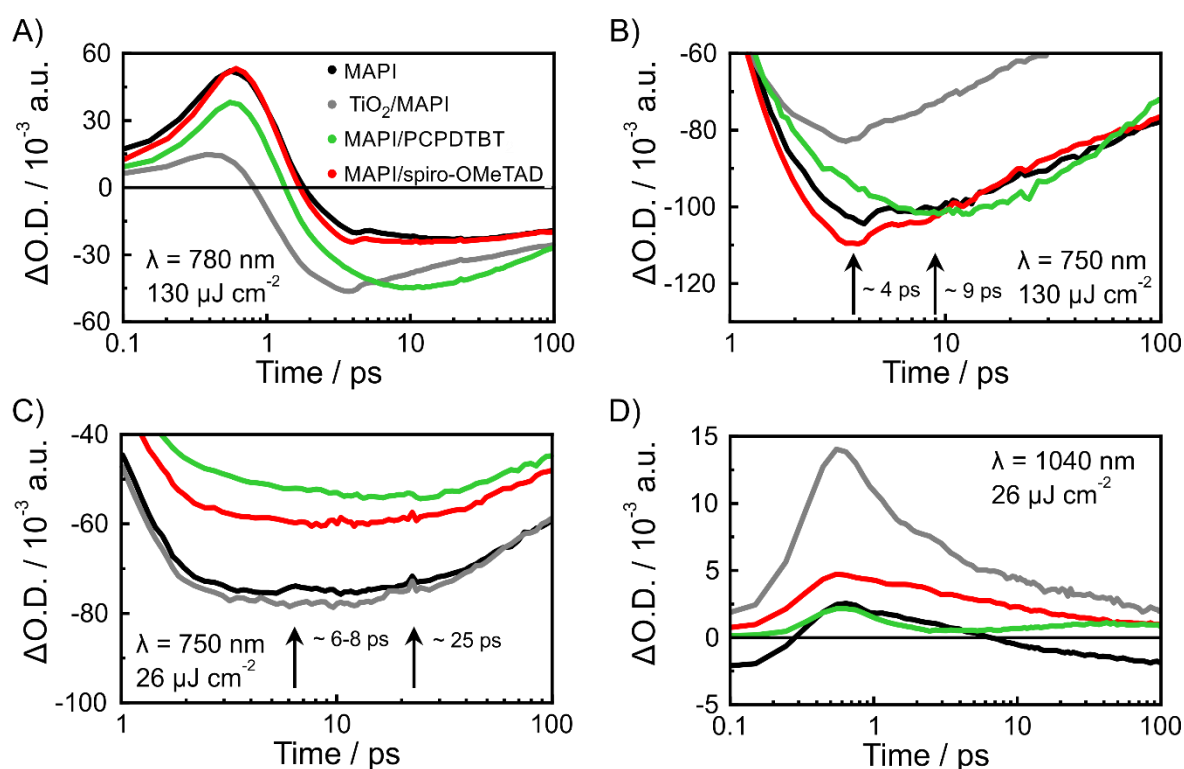 A)
ΔO.D. / 10⁻³ a.u.
60
30
0
-30
-60
MAPI
TiO₂/MAPI
MAPI/PCPDTBT
MAPI/spiro-OMeTAD
λ = 780 nm
130 µJ cm⁻²
0.1
1
10
100
Time / ps
B)
ΔO.D. / 10⁻³ a.u.
-60
-80
-100
-120
~ 4 ps
~ 9 ps
λ = 750 nm
130 µJ cm⁻²
1
10
100
Time / ps
C)
ΔO.D. / 10⁻³ a.u.
-40
-60
-80
-100
λ = 750 nm
26 µJ cm⁻²
~ 6-8 ps
~ 25 ps
1
10
100
Time / ps
D)
ΔO.D. / 10⁻³ a.u.
15
10
5
0
-5
λ = 1040 nm
26 µJ cm⁻²
0.1
1
10
100
Time / ps